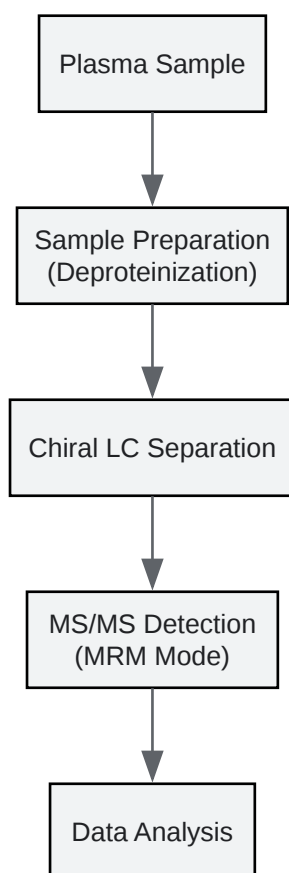 Plasma Sample
Sample Preparation
(Deproteinization)
Chiral LC Separation
MS/MS Detection
(MRM Mode)
Data Analysis